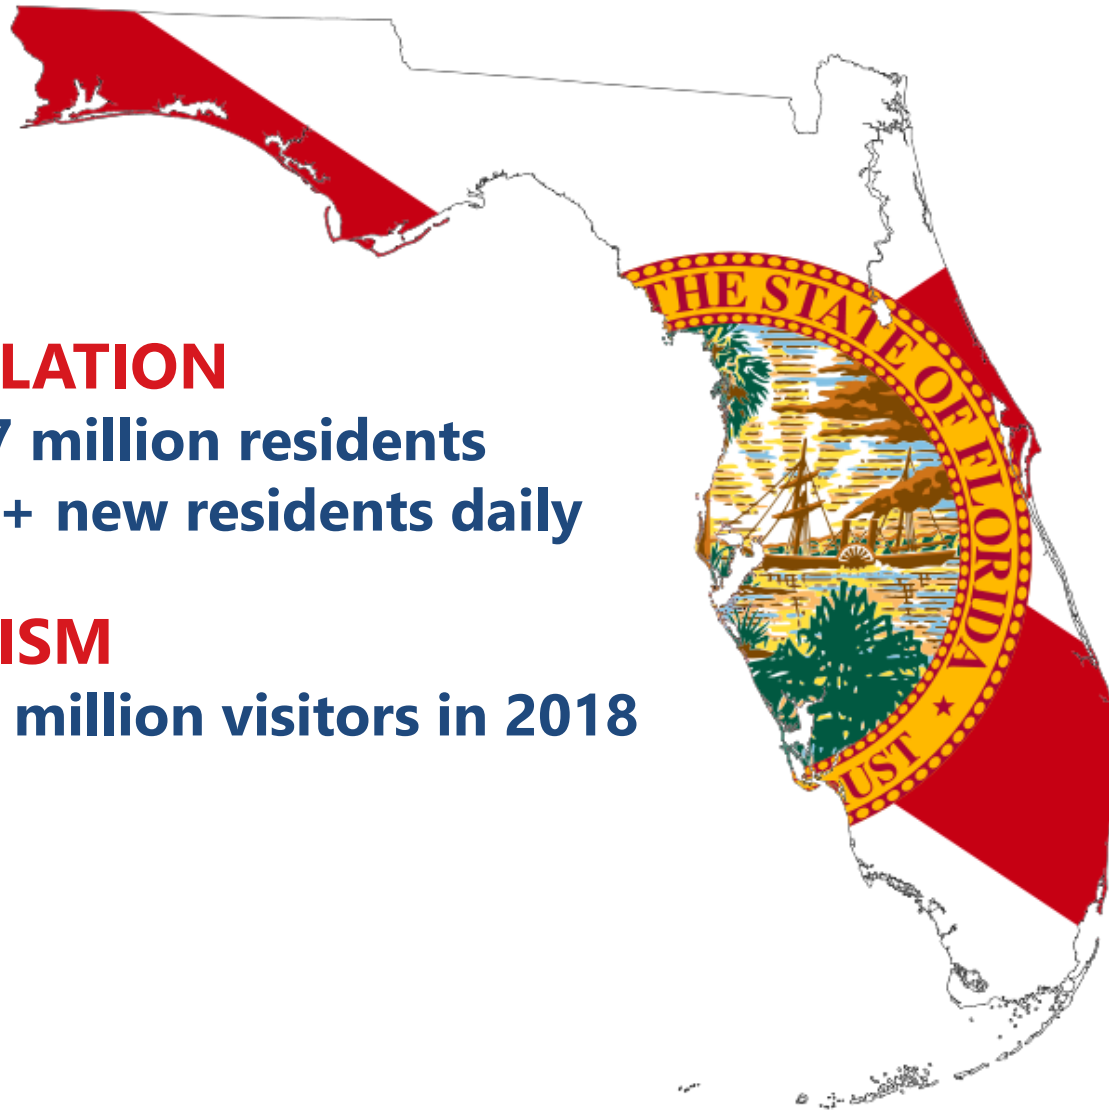 LATION
7 million residents
+ new residents daily
ISM
million visitors in 2018
THE STATE OF FLORIDA ★
UST